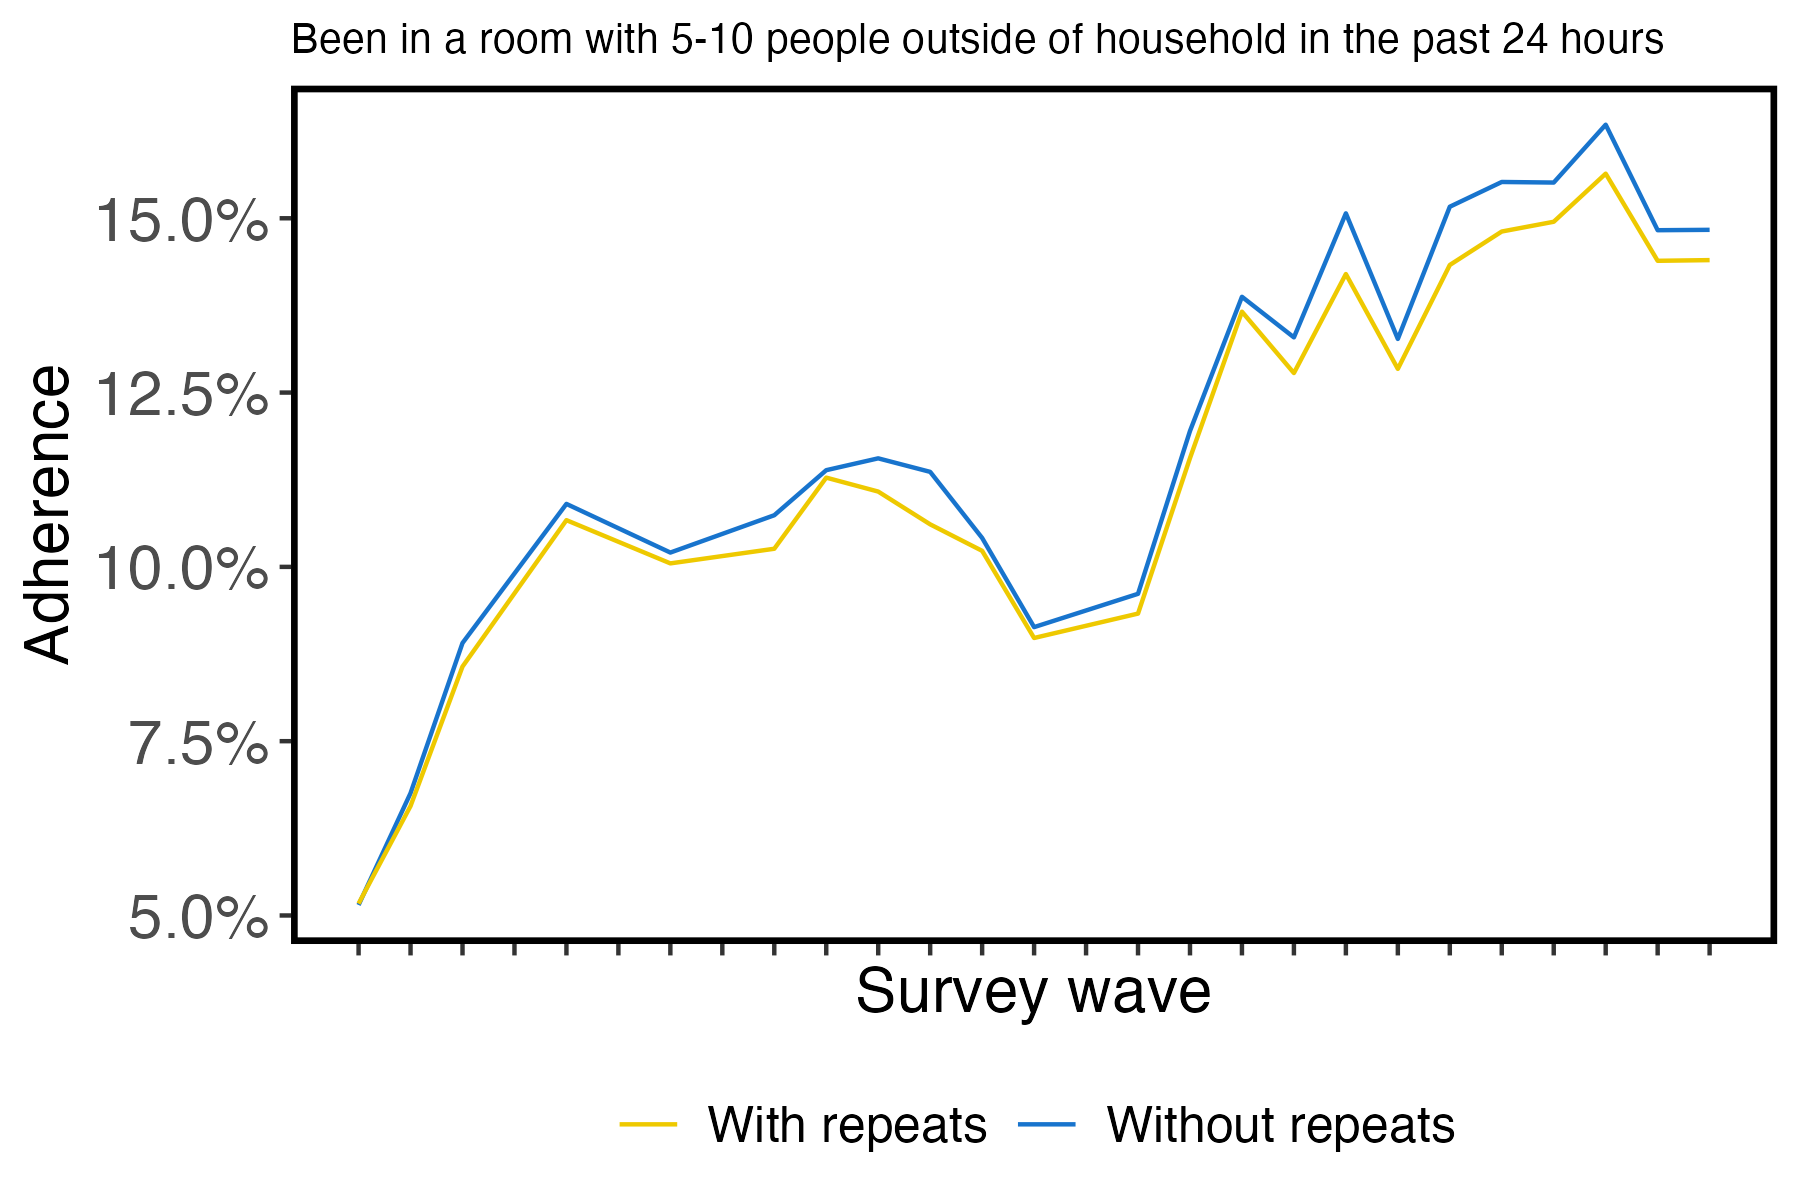 Been in a room with 5-10 people outside of household in the past 24 hours
Adherence
15.0%
12.5%
10.0%
7.5%
5.0%
Survey wave
With repeats
Without repeats